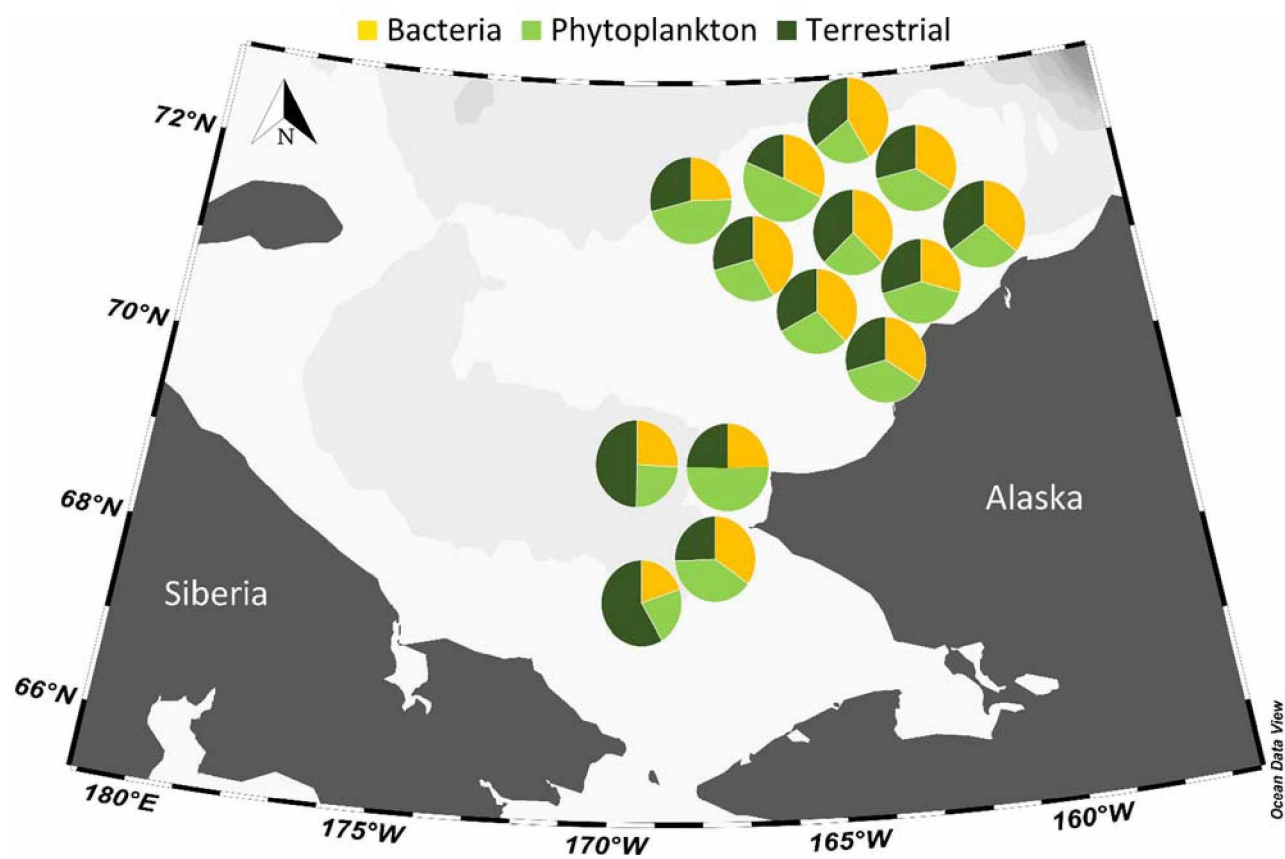 Bacteria Phytoplankton Terrestrial
N
72°N
70°N
68°N
66°N
Siberia
Alaska
180°E
175°W
170°W
165°W
160°W
Ocean Data View